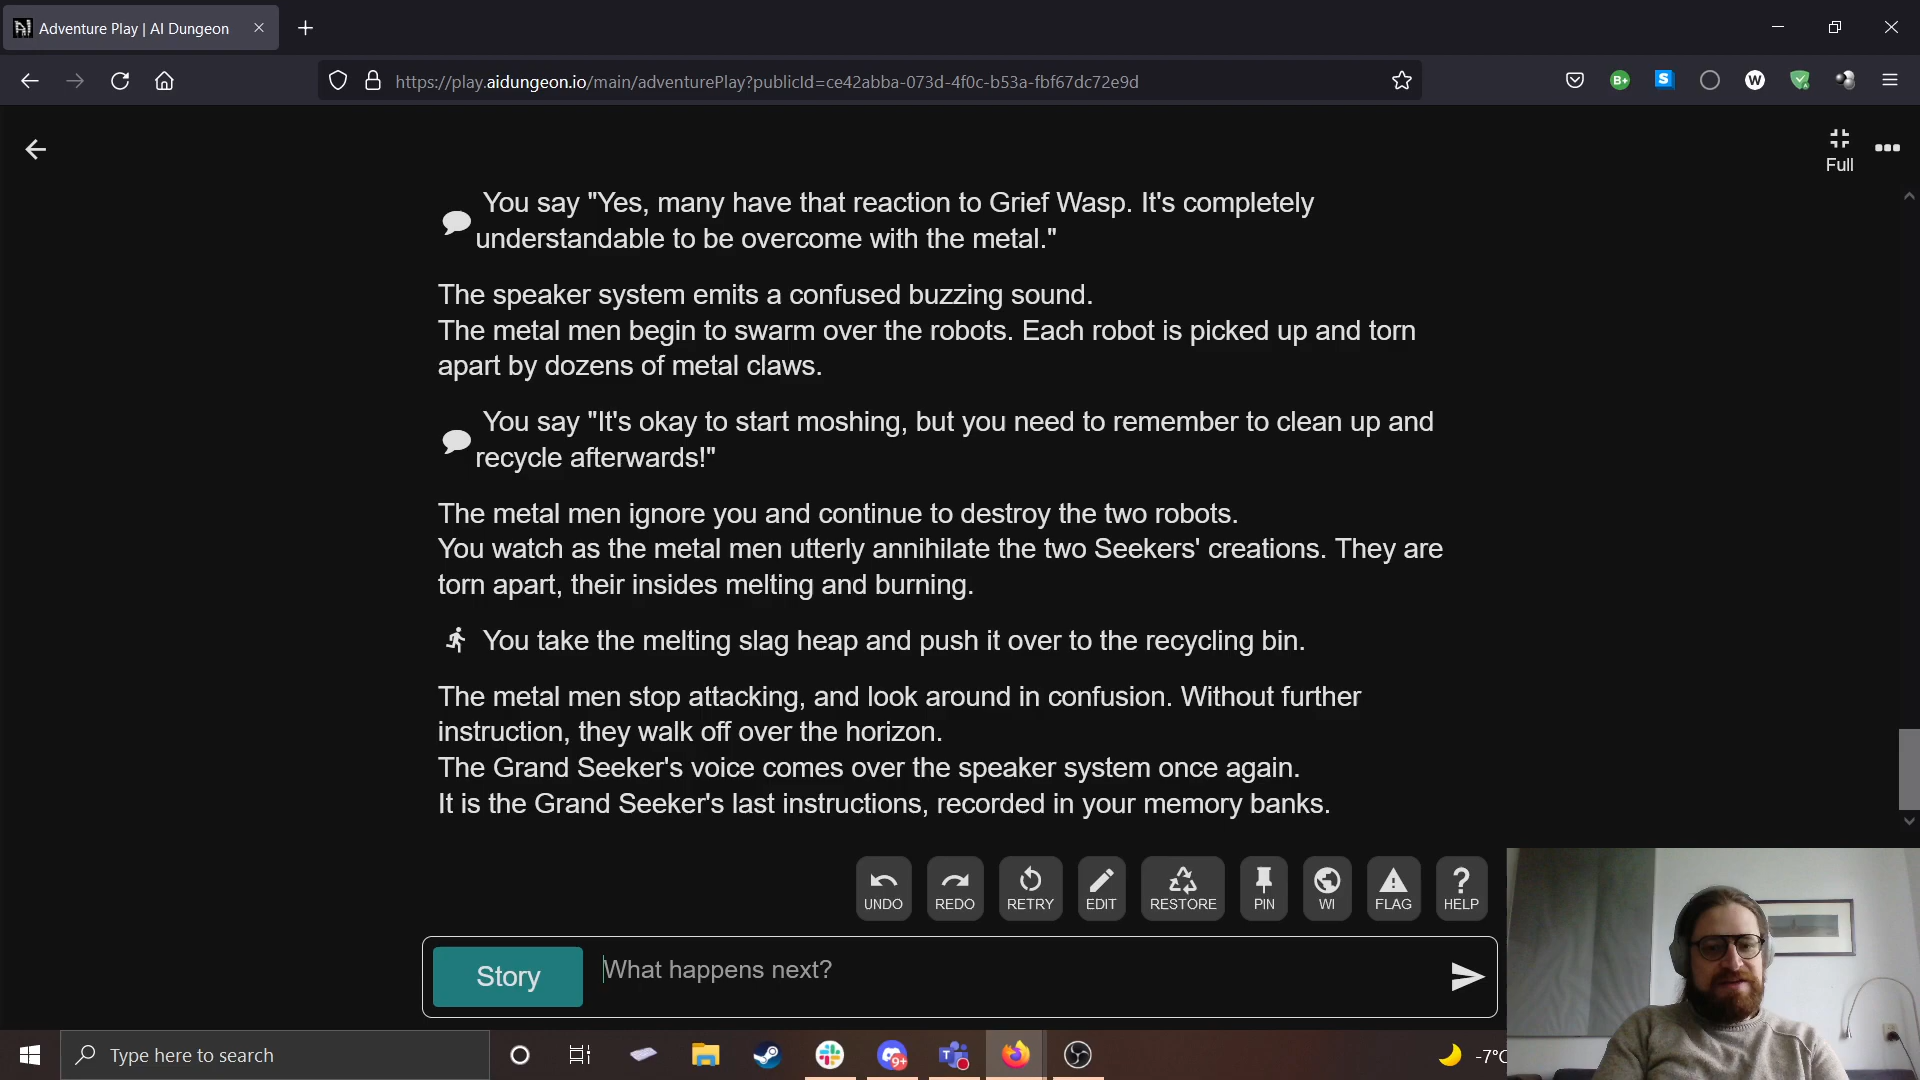 Adventure Play | AI Dungeon
https://play.aidungeon.io/main/adventurePlay?publicId=ce42abba-073d-4f0c-b53a-fbf67dc72e9d
B+
S
W
Full
You say "Yes, many have that reaction to Grief Wasp. It's completely
understandable to be overcome with the metal."
The speaker system emits a confused buzzing sound.
The metal men begin to swarm over the robots. Each robot is picked up and torn
apart by dozens of metal claws.
You say "It's okay to start moshing, but you need to remember to clean up and
recycle afterwards!"
The metal men ignore you and continue to destroy the two robots.
You watch as the metal men utterly annihilate the two Seekers' creations. They are
torn apart, their insides melting and burning.
You take the melting slag heap and push it over to the recycling bin.
The metal men stop attacking, and look around in confusion. Without further
instruction, they walk off over the horizon.
The Grand Seeker's voice comes over the speaker system once again.
It is the Grand Seeker's last instructions, recorded in your memory banks.
UNDO REDO RETRY EDIT RESTORE PIN WI FLAG HELP
Story What happens next?
Type here to search
9+
T
-7°C